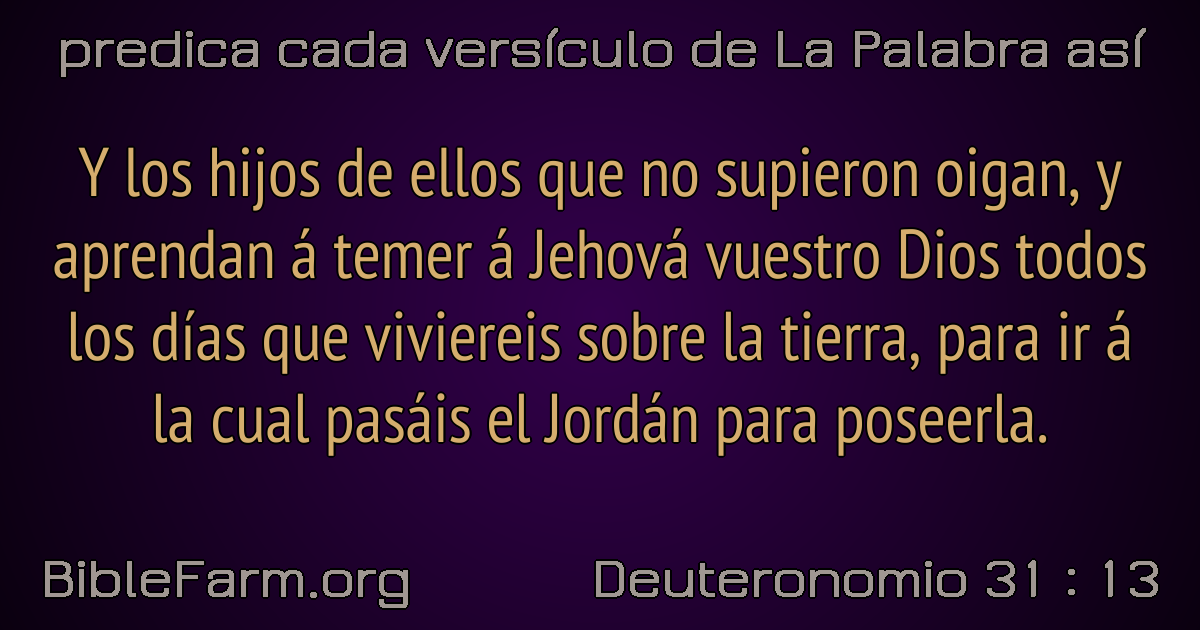 predica cada versículo de La Palabra así
Y los hijos de ellos que no supieron oigan, y
aprendan á temer á Jehová vuestro Dios todos
los días que viviereis sobre la tierra, para ir á
la cual pasáis el Jordán para poseerla.
BibleFarm.org
Deuteronomio 31 : 13